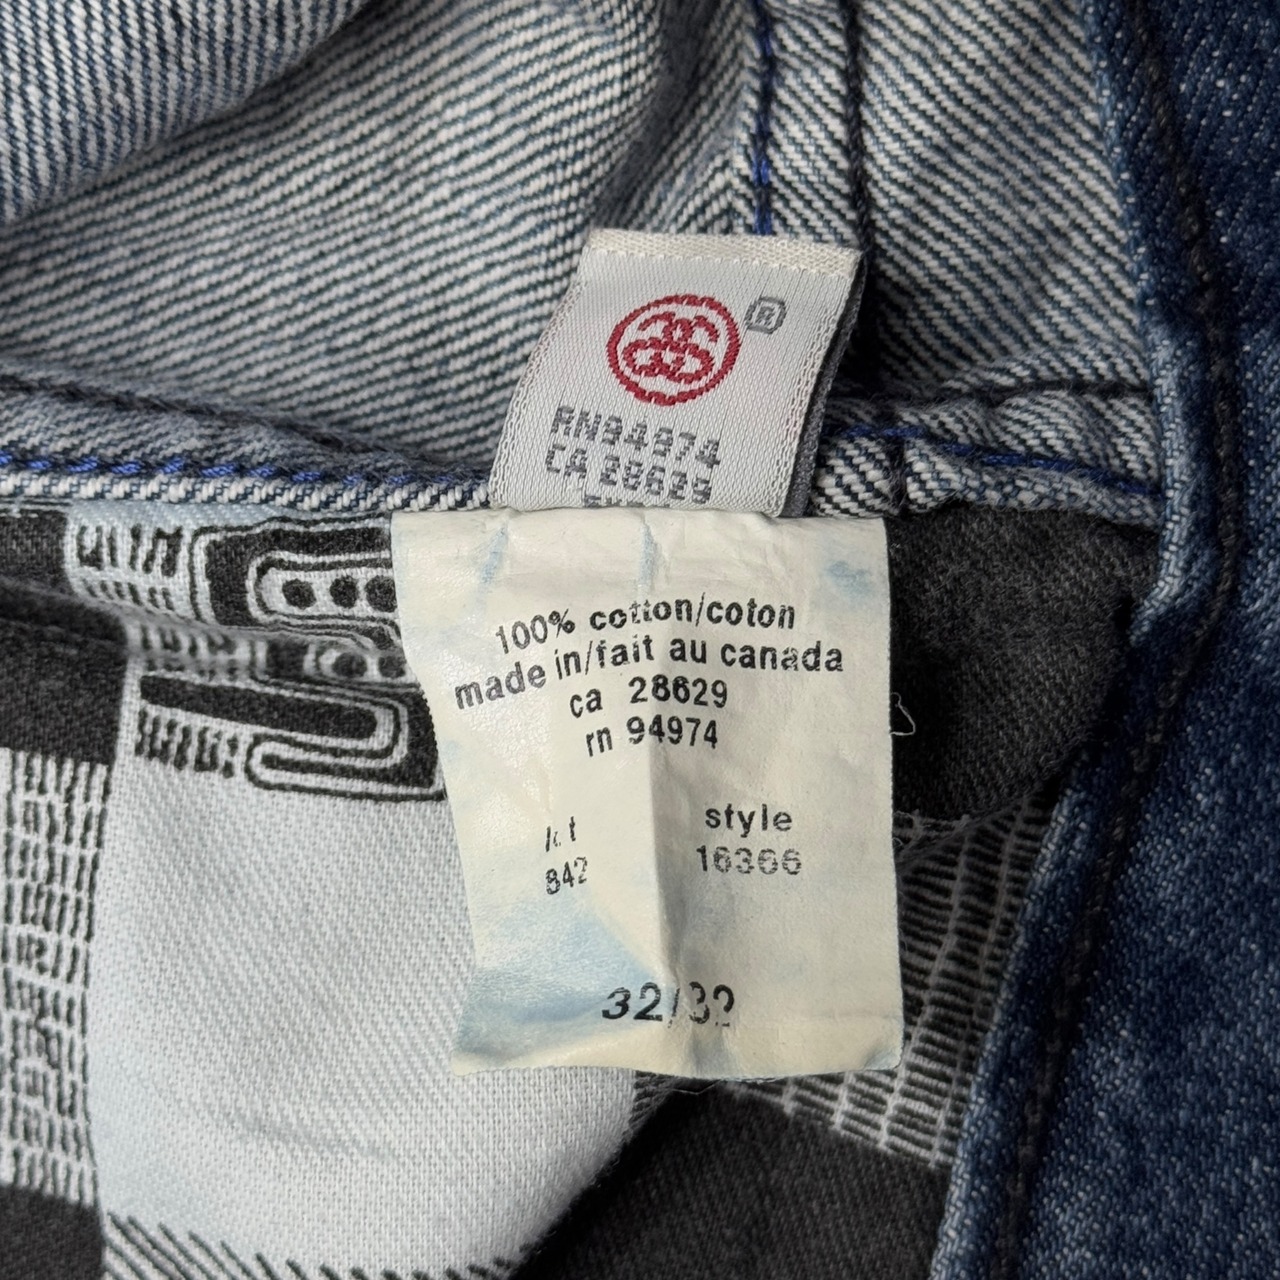 ®
RN94974
CA 28629
100% cotton/coton
made in/fait au canada
ca 28629
rn 94974
style
842
16366
32/32